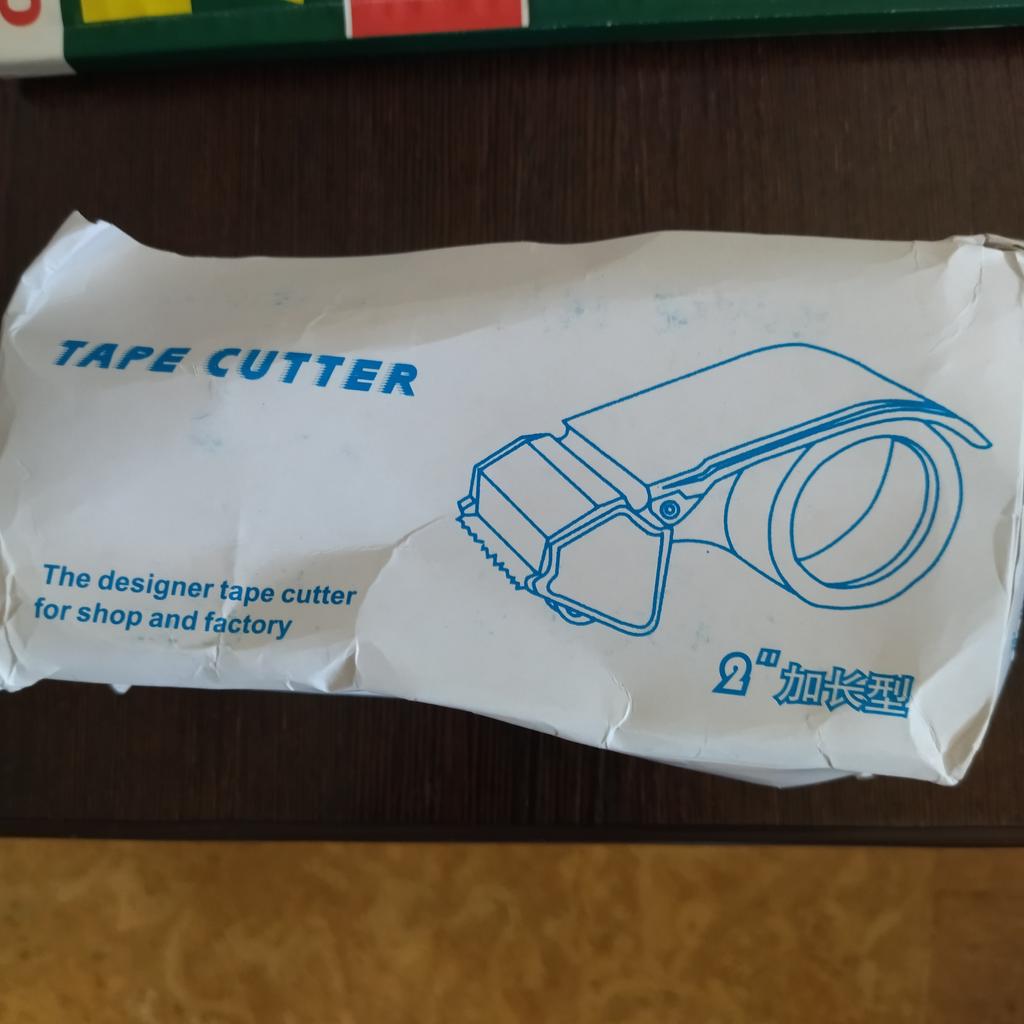 TAPE CUTTER
The designer tape cutter
for shop and factory
2"加长型